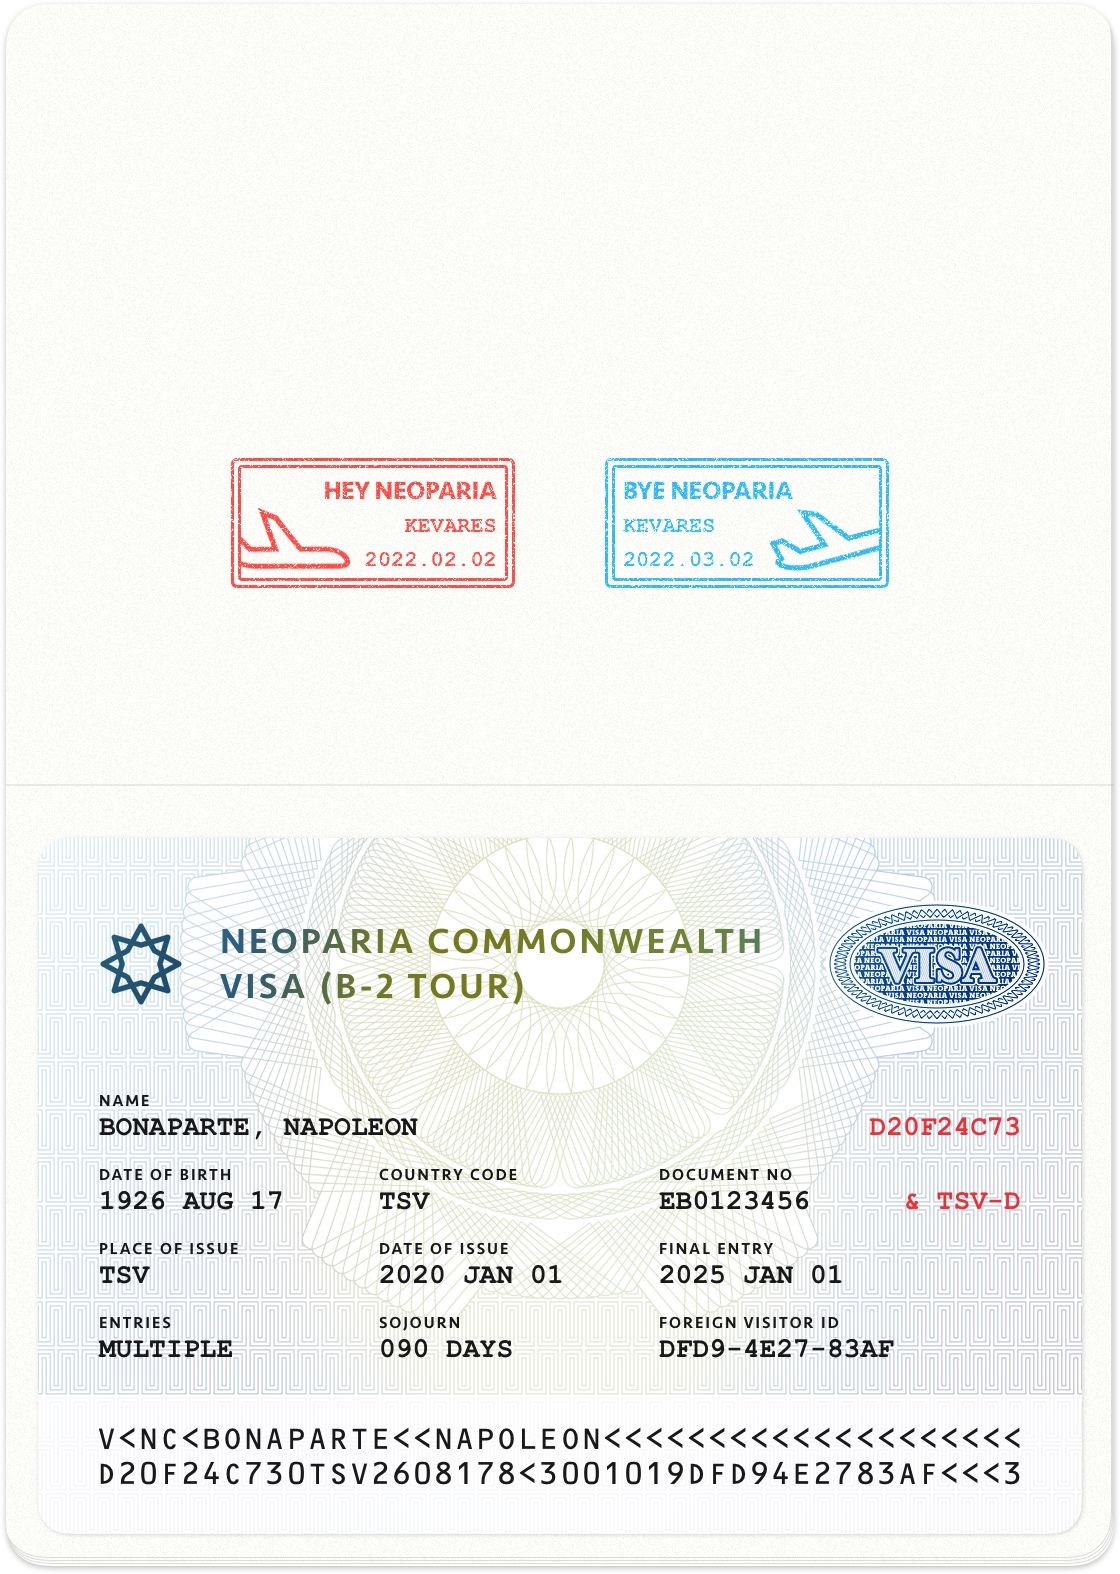 HEY NEOPARIA
KEVARES
2022.02.02
BYE NEOPARIA
KEVARES
2022.03.02
NEOPARIA COMMONWEALTH
VISA (B-2 TOUR)
VISA
NAME
BONAPARTE, NAPOLEON
D20F24C73
DATE OF BIRTH
1926 AUG 17
COUNTRY CODE
TSV
DOCUMENT NO
EB0123456
& TSV-D
PLACE OF ISSUE
TSV
DATE OF ISSUE
2020 JAN 01
FINAL ENTRY
2025 JAN 01
ENTRIES
MULTIPLE
SOJOURN
090 DAYS
FOREIGN VISITOR ID
DFD9-4E27-83AF
V<NC<BONAPARTE<<NAPOLEON<<<<<<<<<<<<<<<<<<<<
D20F24C730TSV2608178<3001019DFD94E2783AF<<<3